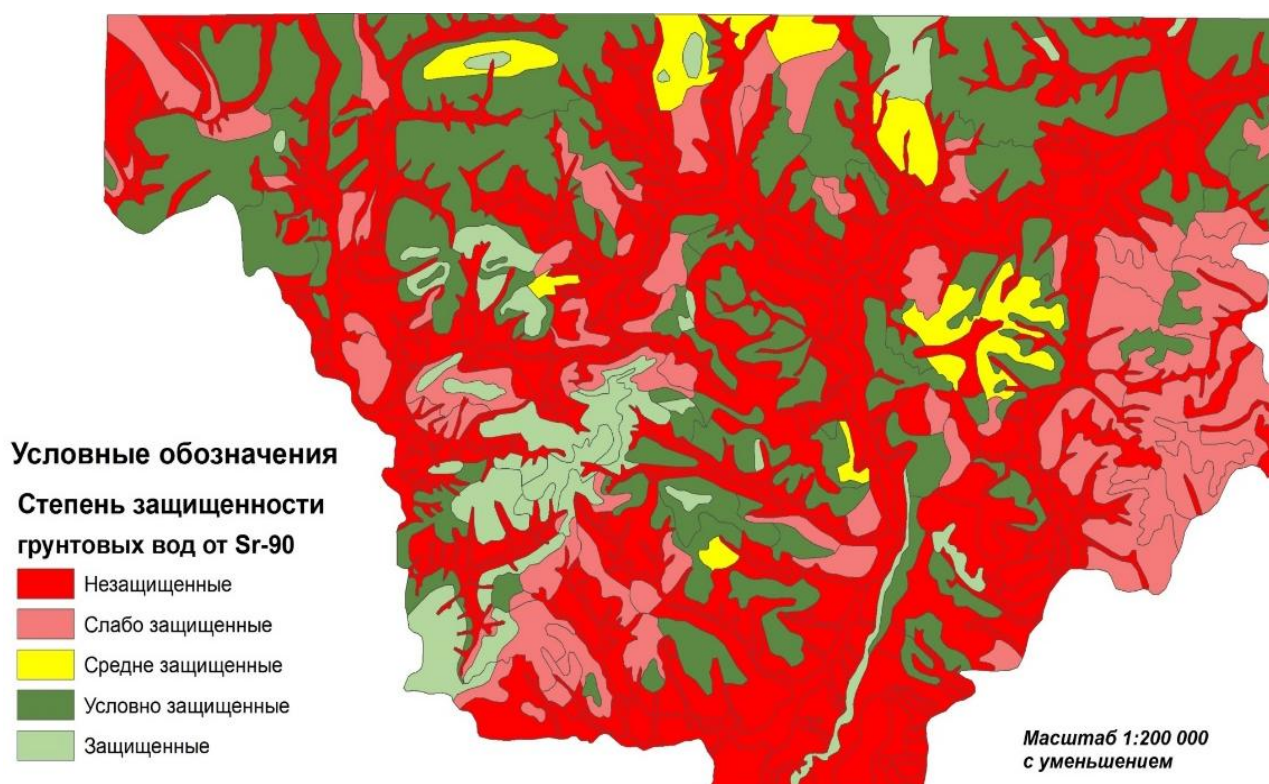 Условные обозначения
Степень защищенности
грунтовых вод от Sr-90
Незащищенные
Слабо защищенные
Средне защищенные
Условно защищенные
Защищенные
Масштаб 1:200 000
с уменьшением